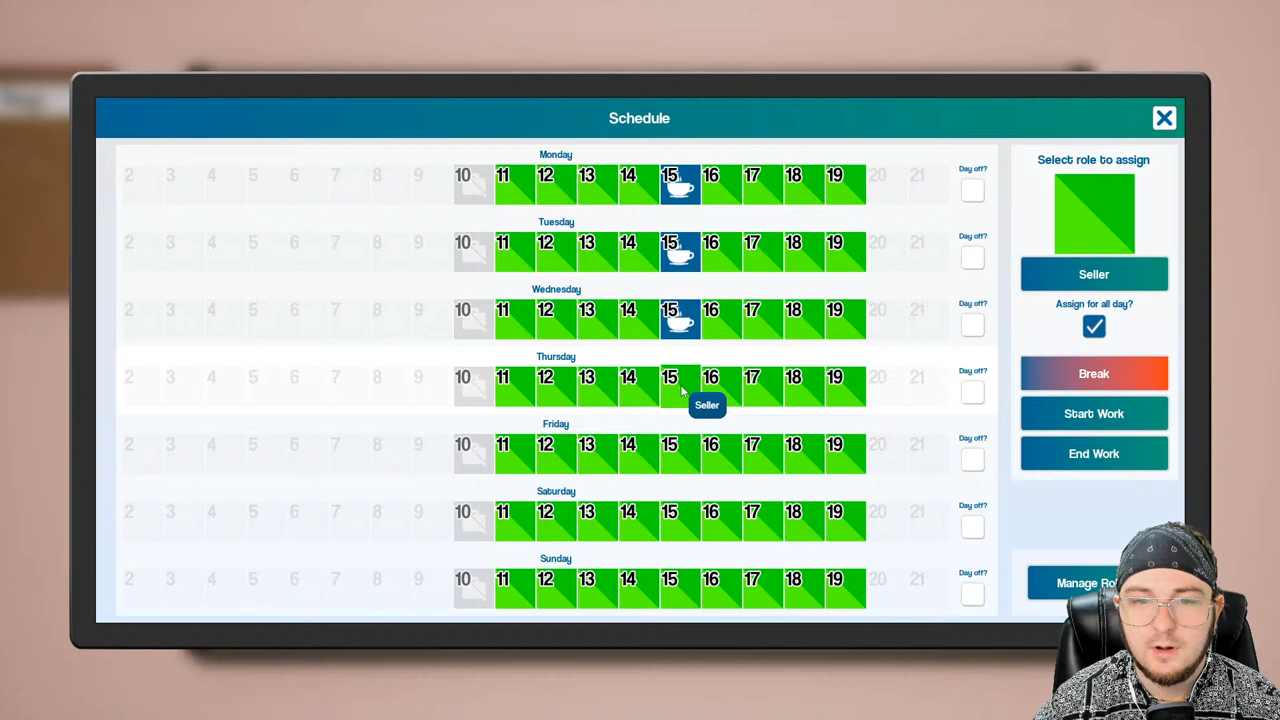 Schedule
Monday
2 3 4 5 6 7 8 9 10 11 12 13 14 15 16 17 18 19 20 21
Day off?
Tuesday
2 3 4 5 6 7 8 9 10 11 12 13 14 15 16 17 18 19 20 21
Day off?
Wednesday
2 3 4 5 6 7 8 9 10 11 12 13 14 15 16 17 18 19 20 21
Day off?
Thursday
2 3 4 5 6 7 8 9 10 11 12 13 14 15 16 17 18 19 20 21
Day off?
Seller
Friday
2 3 4 5 6 7 8 9 10 11 12 13 14 15 16 17 18 19 20 21
Day off?
Saturday
2 3 4 5 6 7 8 9 10 11 12 13 14 15 16 17 18 19 20 21
Day off?
Sunday
2 3 4 5 6 7 8 9 10 11 12 13 14 15 16 17 18 19 20 21
Day off?
Select role to assign
Seller
Assign for all day?
Break
Start Work
End Work
Manage